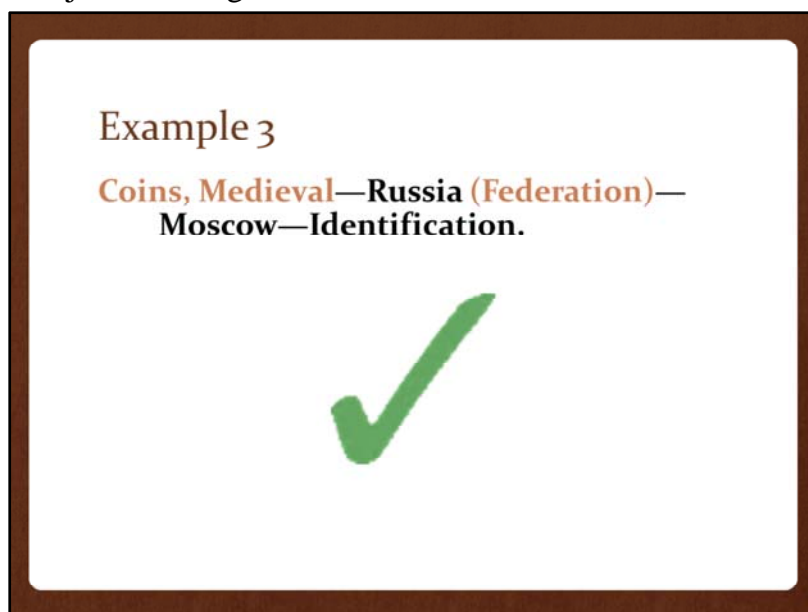 Example 3
Coins, Medieval—Russia (Federation)—
Moscow—Identification.